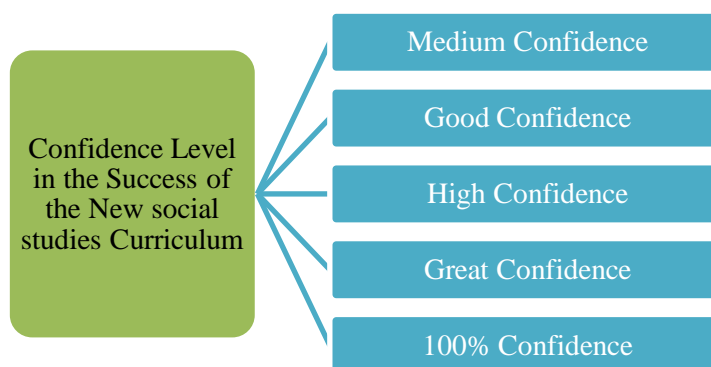 Confidence Level
in the Success of
the New social
studies Curriculum
Medium Confidence
Good Confidence
High Confidence
Great Confidence
100% Confidence